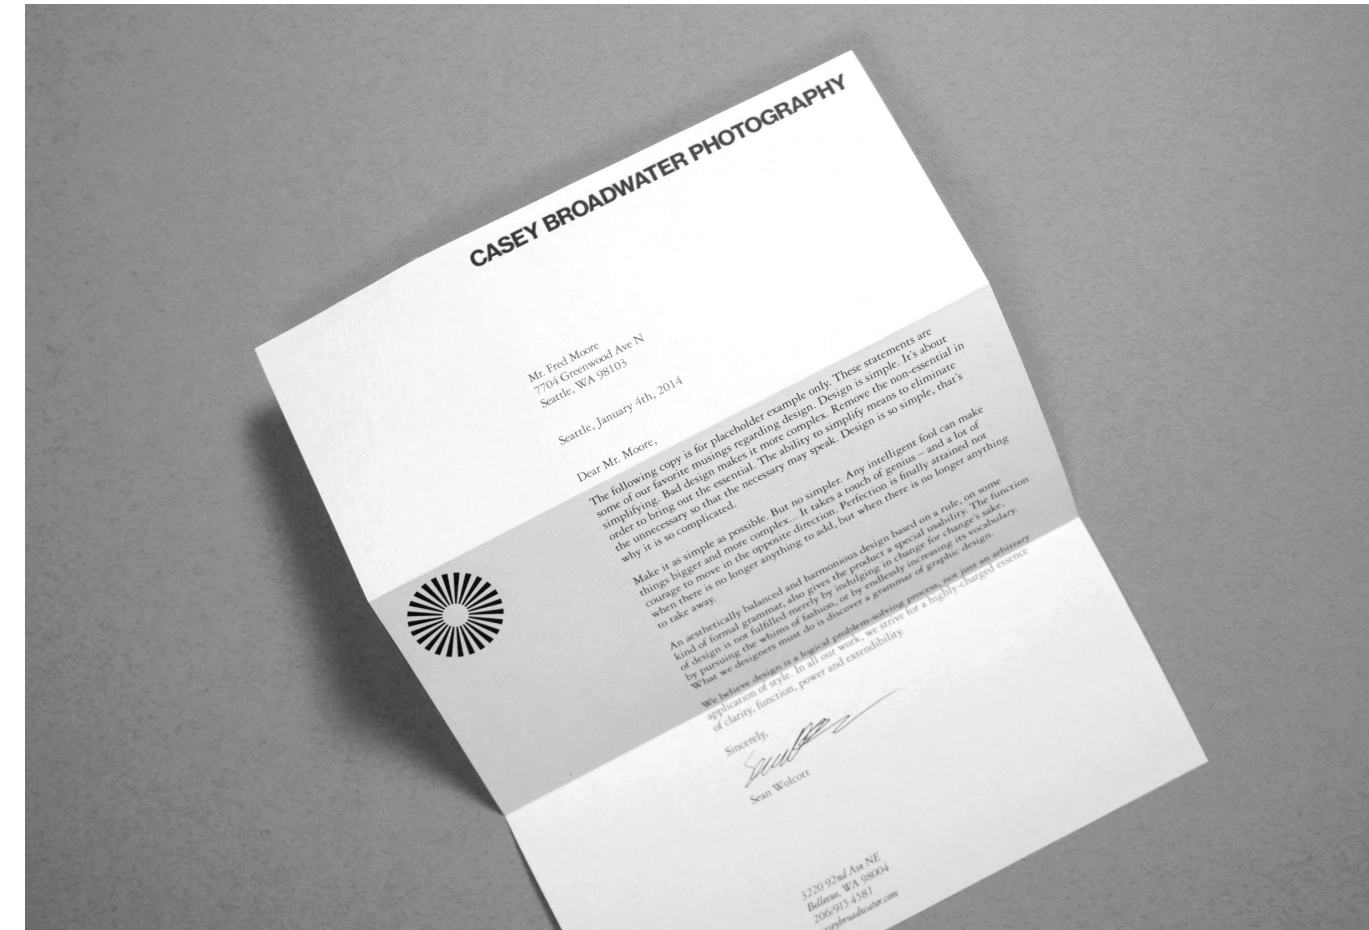 CASEY BROADWATER PHOTOGRAPHY
Mr. Fred Moore
7704 Greenwood Ave N
Seattle, WA 98103
Seattle, January 4th, 2014
Dear Mr. Moore,
The following copy is for placeholder example only. These statements are
some of our favorite musings regarding design. Design is simple. It's about
simplifying. Bad design makes it more complex. Remove the non-essential in
order to bring out the essential. The ability to simplify means to eliminate
the unnecessary so that the necessary may speak. Design is so simple, that's
why it is so complicated.
Make it as simple as possible. But no simpler. Any intelligent fool can make
things bigger and more complex... It takes a touch of genius – and a lot of
courage to move in the opposite direction. Perfection is finally attained not
when there is no longer anything to add, but when there is no longer anything
to take away.
An aesthetically balanced and harmonious design based on a rule, on some
kind of formal grammar, also gives the product a special usability. The function
of design is not fulfilled merely by indulging in change for change's sake,
by pursuing the whims of fashion, or by endlessly increasing its vocabulary.
What we designers must do is discover a grammar of graphic design.
We believe design is a logical problem-solving process, not just an arbitrary
application of style. In all our work, we strive for a highly-charged essence
of clarity, function, power and extendibility.
Sincerely,
Sean Wolcott
3220 92nd Ave NE
Bellevue, WA 98004
206/915 4581